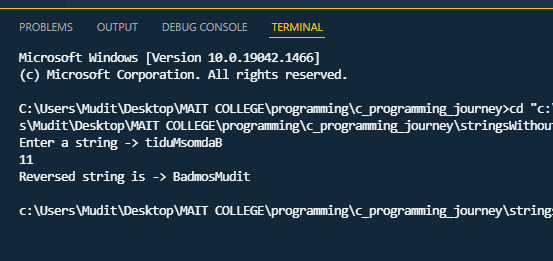 PROBLEMS OUTPUT DEBUG CONSOLE TERMINAL
Microsoft Windows [Version 10.0.19042.1466]
(c) Microsoft Corporation. All rights reserved.
C:\Users\Mudit\Desktop\MAIT COLLEGE\programming\c_programming_journey>cd "c:\
s\Mudit\Desktop\MAIT COLLEGE\programming\c_programming_journey\stringsWithout
Enter a string -> tiduMsomdaB
11
Reversed string is -> BadmosMudit
c:\Users\Mudit\Desktop\MAIT COLLEGE\programming\c_programming_journey\strings